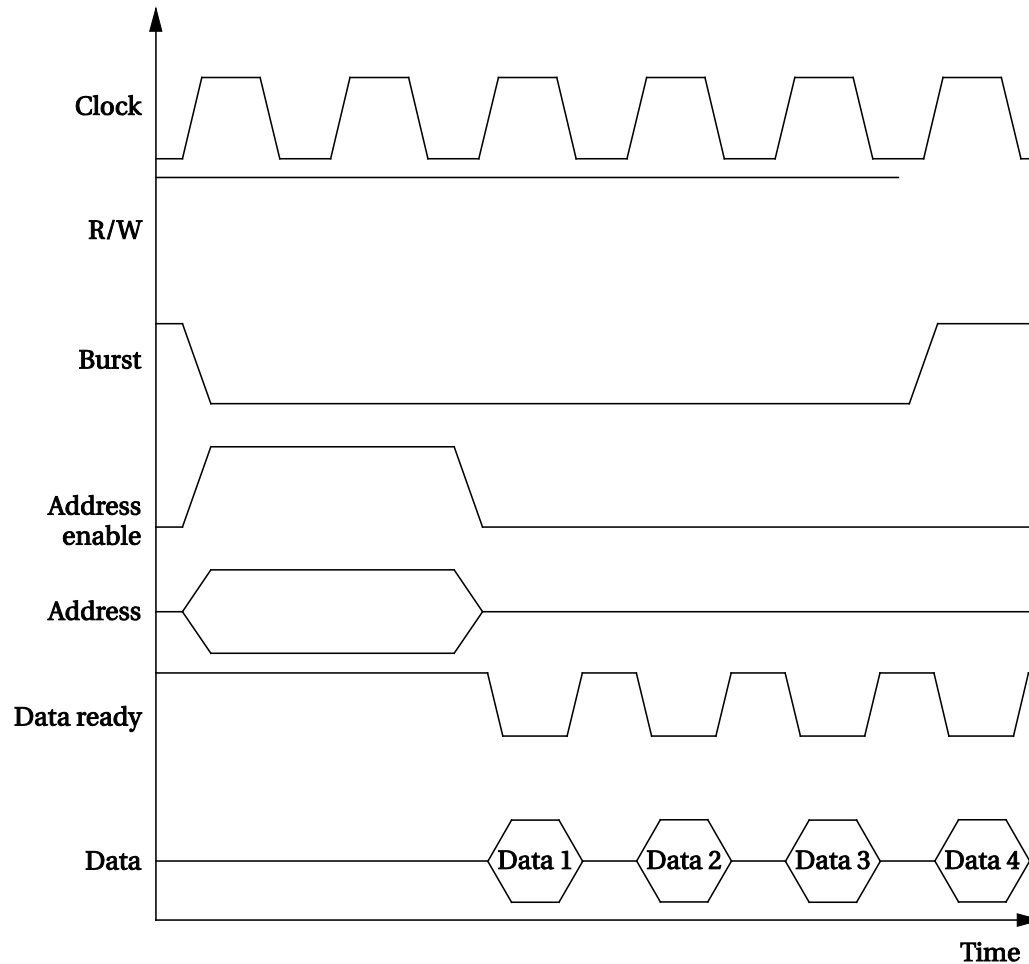 Clock
R/W
Burst
Address
enable
Address
Data ready
Data
Data 1
Data 2
Data 3
Data 4
Time